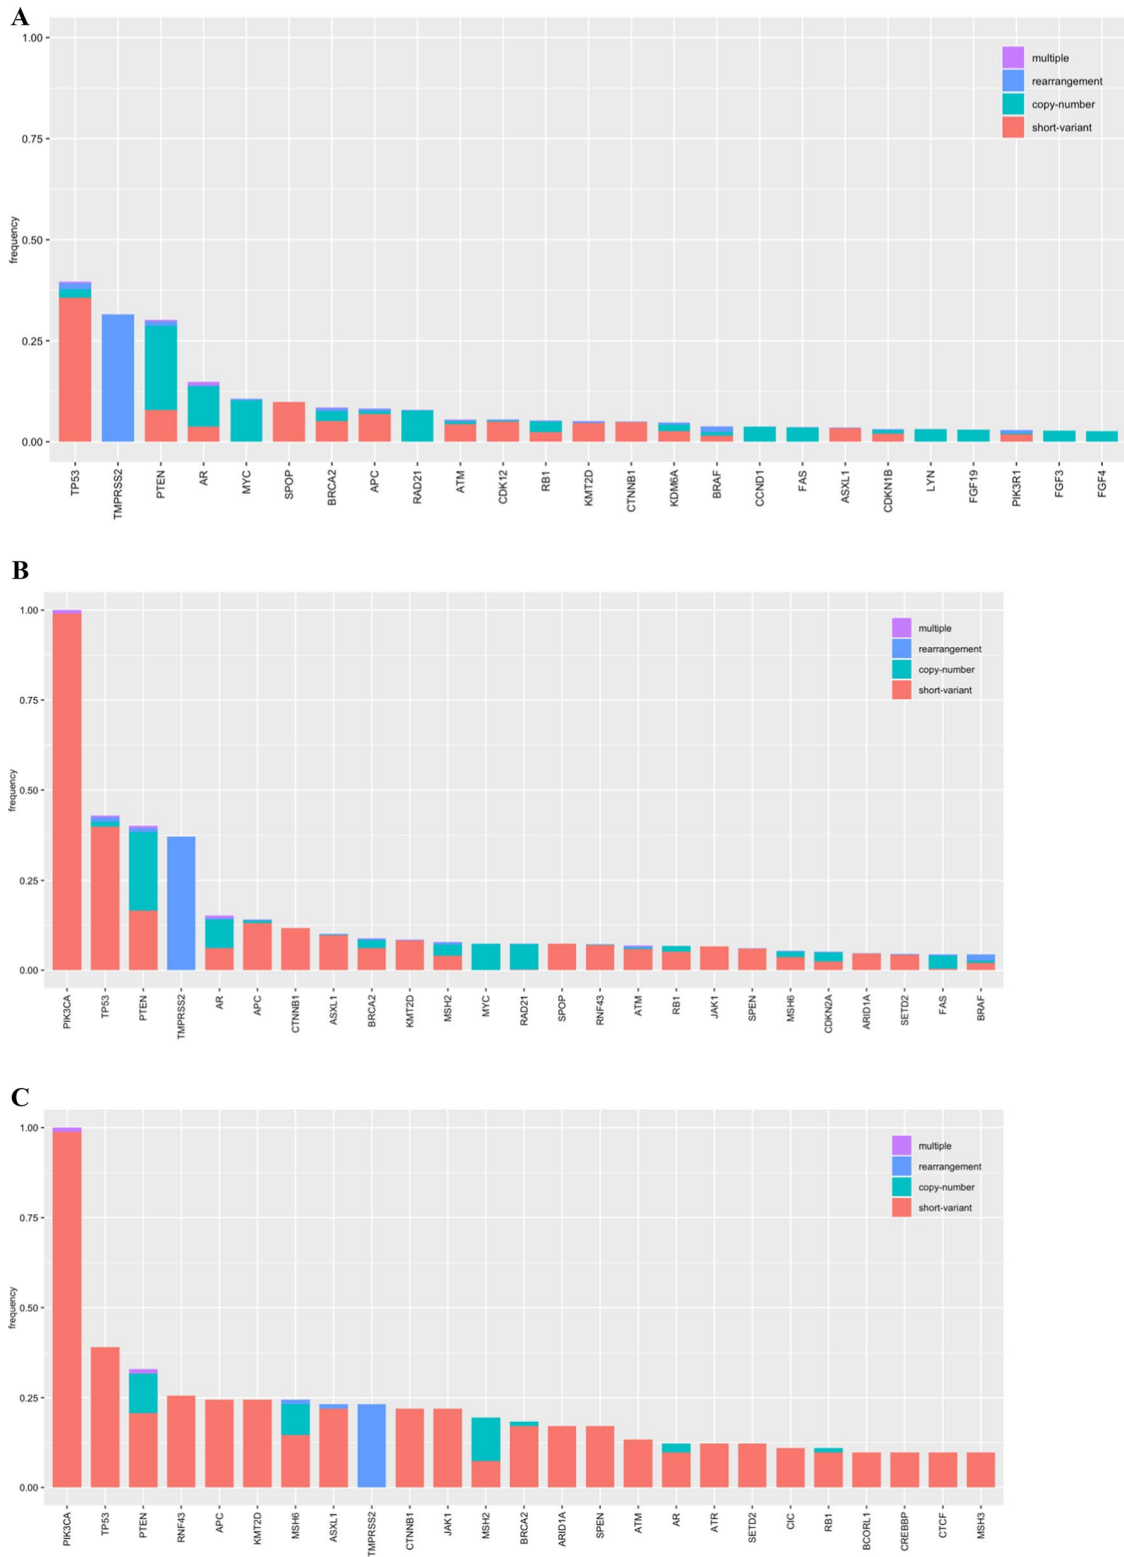 A
1.00
0.75
0.50
0.25
0.00
frequency
multiple
rearrangement
copy-number
short-variant
TP53
TMPRSS2
PTEN
AR
MYC
SPOP
BRCA2
APC
RAD21
ATM
CDK12
RB1
KMT2D
CTNNB1
KDM6A
BRAF
CCND1
FAS
ASXL1
CDKN1B
LYN
FGF19
PIK3R1
FGF3
FGF4
B
1.00
0.75
0.50
0.25
0.00
frequency
multiple
rearrangement
copy-number
short-variant
PIK3CA
TP53
PTEN
TMPRSS2
AR
APC
CTNNB1
ASXL1
BRCA2
KMT2D
MSH2
MYC
RAD21
SPOP
RNF43
ATM
RB1
JAK1
SPEN
MSH6
CDKN2A
ARID1A
SETD2
FAS
BRAF
C
1.00
0.75
0.50
0.25
0.00
frequency
multiple
rearrangement
copy-number
short-variant
PIK3CA
TP53
PTEN
RNF43
APC
KMT2D
MSH6
ASXL1
TMPRSS2
CTNNB1
JAK1
MSH2
BRCA2
ARID1A
SPEN
ATM
AR
ATR
SETD2
CIC
RB1
BCORL1
CREBBP
CTCF
MSH3